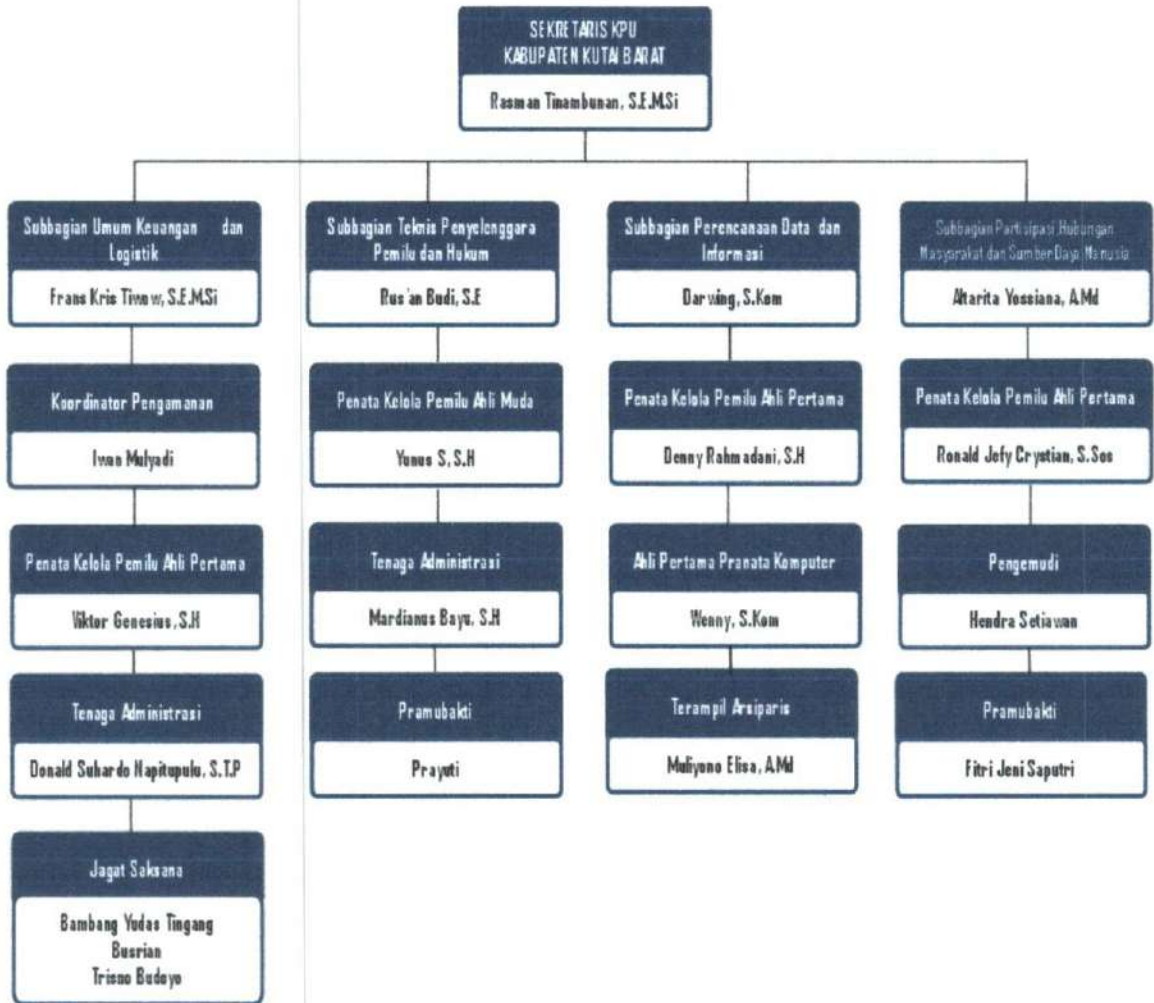 SEKRETARIS KPU
KABUPATEN KUTAI BARAT
Rasman Tinambunan, S.E.M.Si
Subbagian Umum Keuangan dan
Logistik
Frans Kris Tiwow, S.E.M.Si
Koordinator Pengamanan
Iwan Mulyadi
Penata Kelola Pemilu Ahli Pertama
Viktor Genesius, S.H
Tenaga Administrasi
Donald Suhardo Napitupulu, S.T.P
Jagat Saksana
Bambang Yudas Tingang
Busrian
Trisno Budoyo
Subbagian Teknis Penyelenggara
Pemilu dan Hukum
Rus'an Budi, S.E
Penata Kelola Pemilu Ahli Muda
Yunus S, S.H
Tenaga Administrasi
Mardianus Bayu, S.H
Pramubakti
Prayuti
Subbagian Perencanaan Data dan
Informasi
Darwing, S.Kom
Penata Kelola Pemilu Ahli Pertama
Denny Rahmadani, S.H
Ahli Pertama Pranata Komputer
Wenny, S.Kom
Terampil Arsiparis
Muliyono Elisa, A.Md
Subbagian Partisipasi, Hubungan
Masyarakat dan Sumber Daya Manusia
Altarita Yossiana, A.Md
Penata Kelola Pemilu Ahli Pertama
Ronald Jefy Crystian, S.Sos
Pengemudi
Hendra Setiawan
Pramubakti
Fitri Jeni Saputri